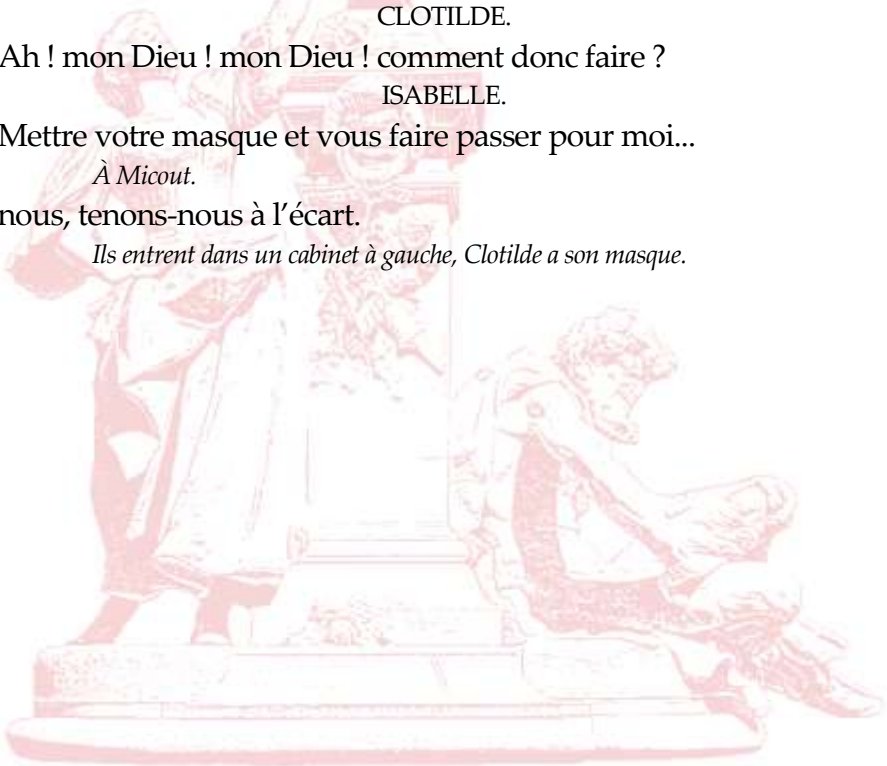 CLOTILDE.
Ah ! mon Dieu ! mon Dieu ! comment donc faire ?
ISABELLE.
Mettre votre masque et vous faire passer pour moi...
À Micout.
nous, tenons-nous à l’écart.
Ils entrent dans un cabinet à gauche, Clotilde a son masque.